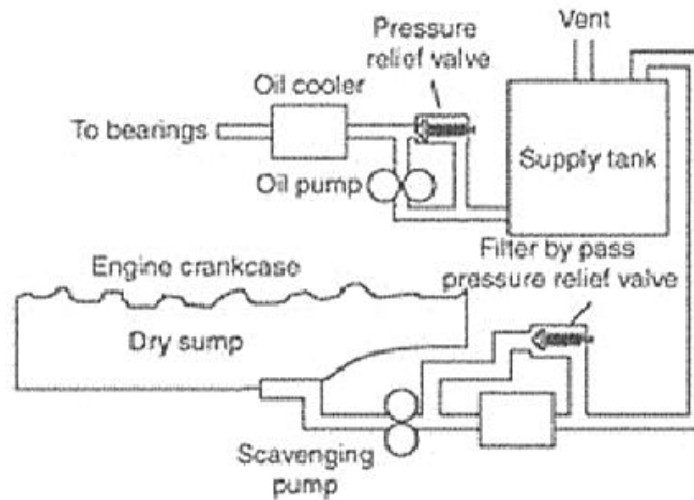 Vent
Pressure
relief valve
Oil cooler
To bearings
Supply tank
Oil pump
Filter by pass
pressure relief valve
Engine crankcase
Dry sump
Scavenging
pump